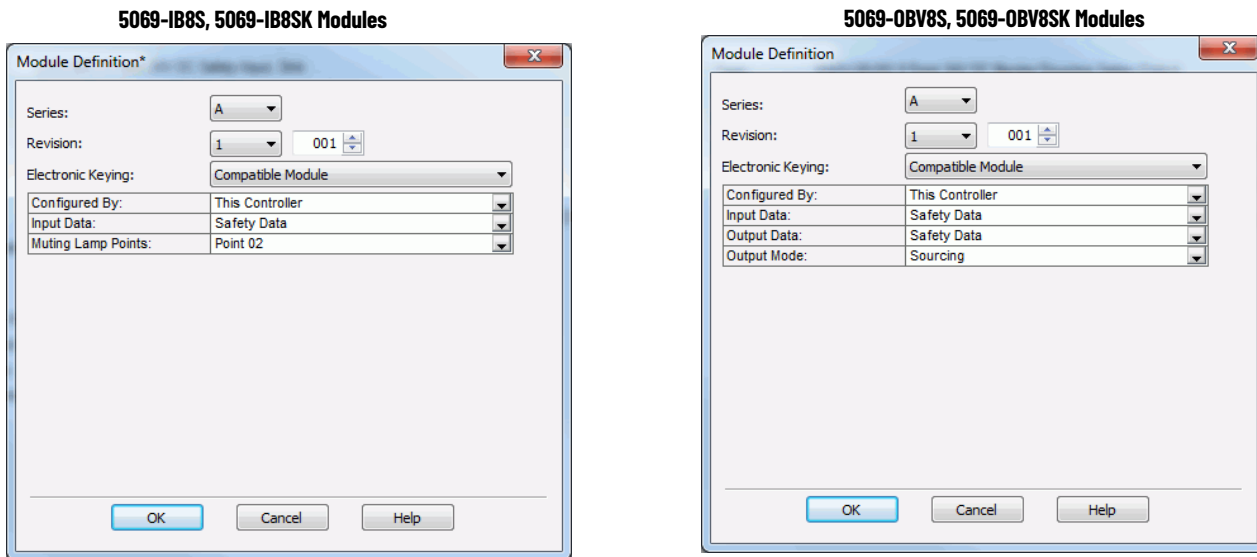 5069-IB8S, 5069-IB8SK Modules
Module Definition*
Series: A
Revision: 1 001
Electronic Keying: Compatible Module
Configured By: This Controller
Input Data: Safety Data
Muting Lamp Points: Point 02
OK Cancel Help
5069-OBV8S, 5069-OBV8SK Modules
Module Definition
Series: A
Revision: 1 001
Electronic Keying: Compatible Module
Configured By: This Controller
Input Data: Safety Data
Output Data: Safety Data
Output Mode: Sourcing
OK Cancel Help